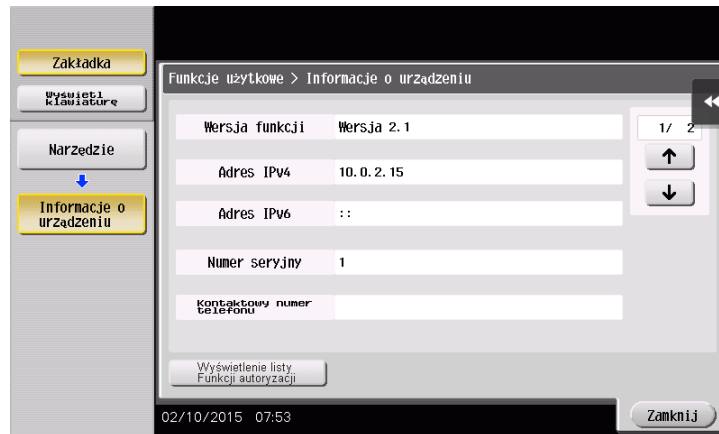 Zakładka
Wyświetl
klawiaturę
Narzędzie
Informacje o
urządzeniu
Funkcje użytkowe > Informacje o urządzeniu
Wersja funkcji Wersja 2.1
1/ 2
Adres IPv4 10.0.2.15
Adres IPv6 ::
Numer seryjny 1
Kontaktowy numer
telefonu
Wyświetlenie listy
Funkcji autoryzacji
02/10/2015 07:53
Zamknij